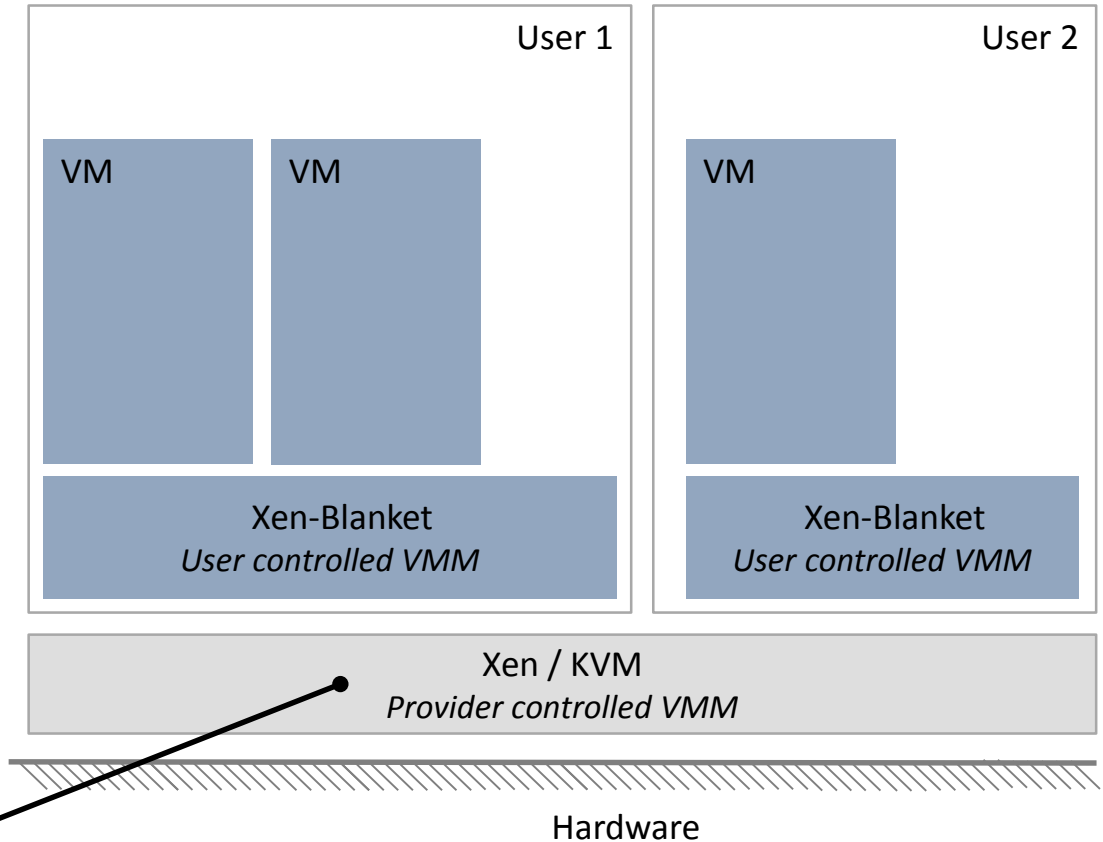 User 1
User 2
VM
VM
VM
Xen-Blanket
User controlled VMM
Xen-Blanket
User controlled VMM
Xen / KVM
Provider controlled VMM
Hardware